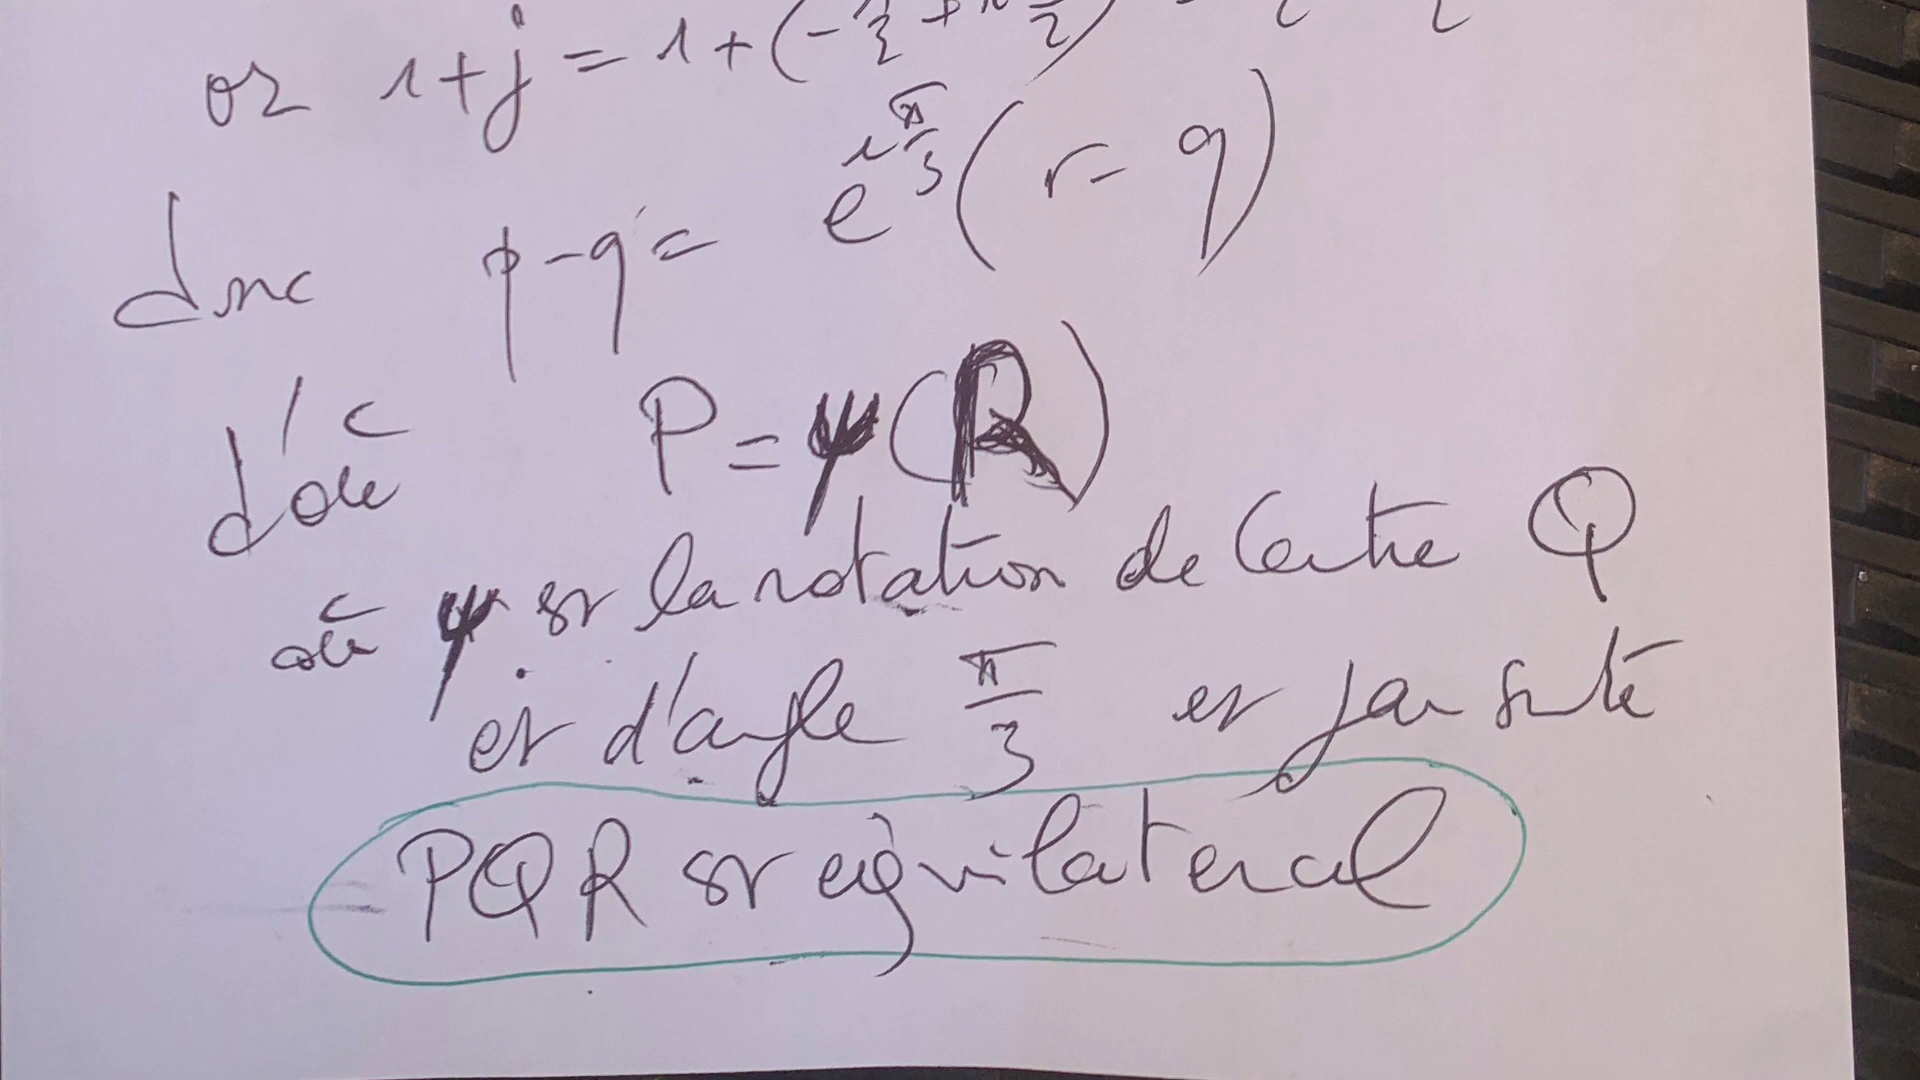 or 1+j = 1+(-1/2 + i √3/2) =
donc p-q = e^{iπ/3}(r-q)
d'où P = ψ(R)
où ψ est la rotation de Centre Q
et d'angle π/3 et par suite
PQR est equilateral